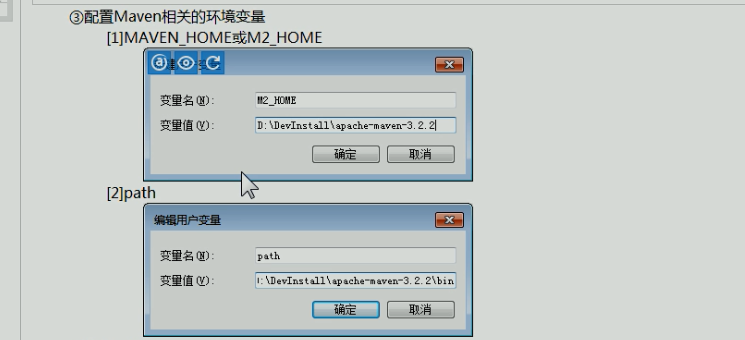 ③配置Maven相关的环境变量
[1]MAVEN_HOME或M2_HOME
变量名(N): M2_HOME
变量值(V): D:\DevInstall\apache-maven-3.2.2
确定 取消
[2]path
编辑用户变量
变量名(N): path
变量值(V): :\DevInstall\apache-maven-3.2.2\bin
确定 取消